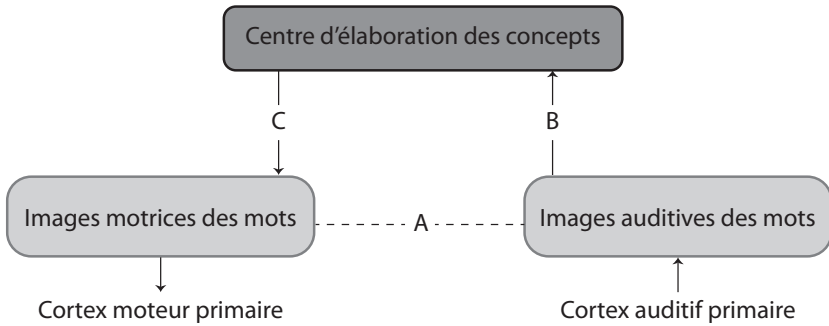 Centre d'élaboration des concepts
C
B
Images motrices des mots
A
Images auditives des mots
Cortex moteur primaire
Cortex auditif primaire